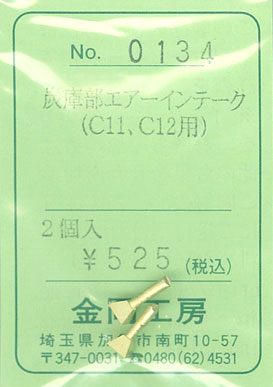 No. 0134
炭庫部エアーインテーク
(C11、C12用)
2個入
¥525(税込)
金 工房
埼玉県加 市南町10-57
〒347-0031 ☎0480(62)4531